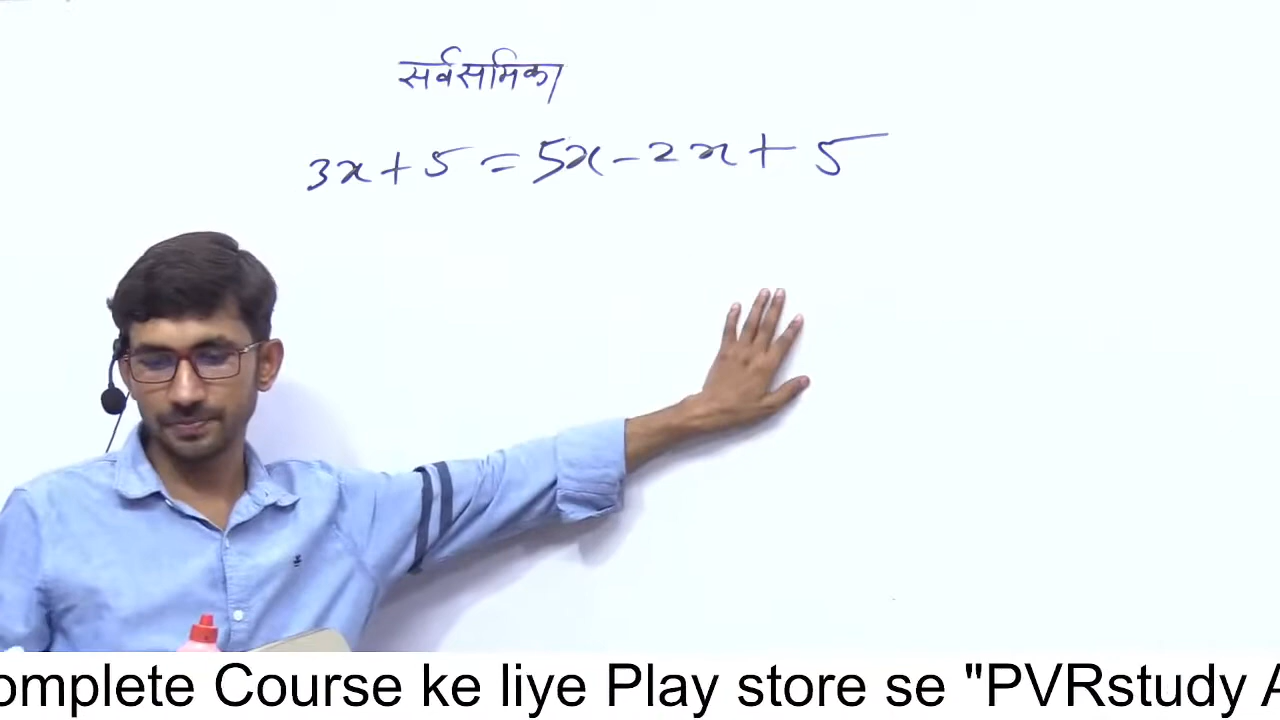 सर्वसमिका
3x + 5 = 5x - 2x + 5
omplete Course ke liye Play store se "PVRstudy A